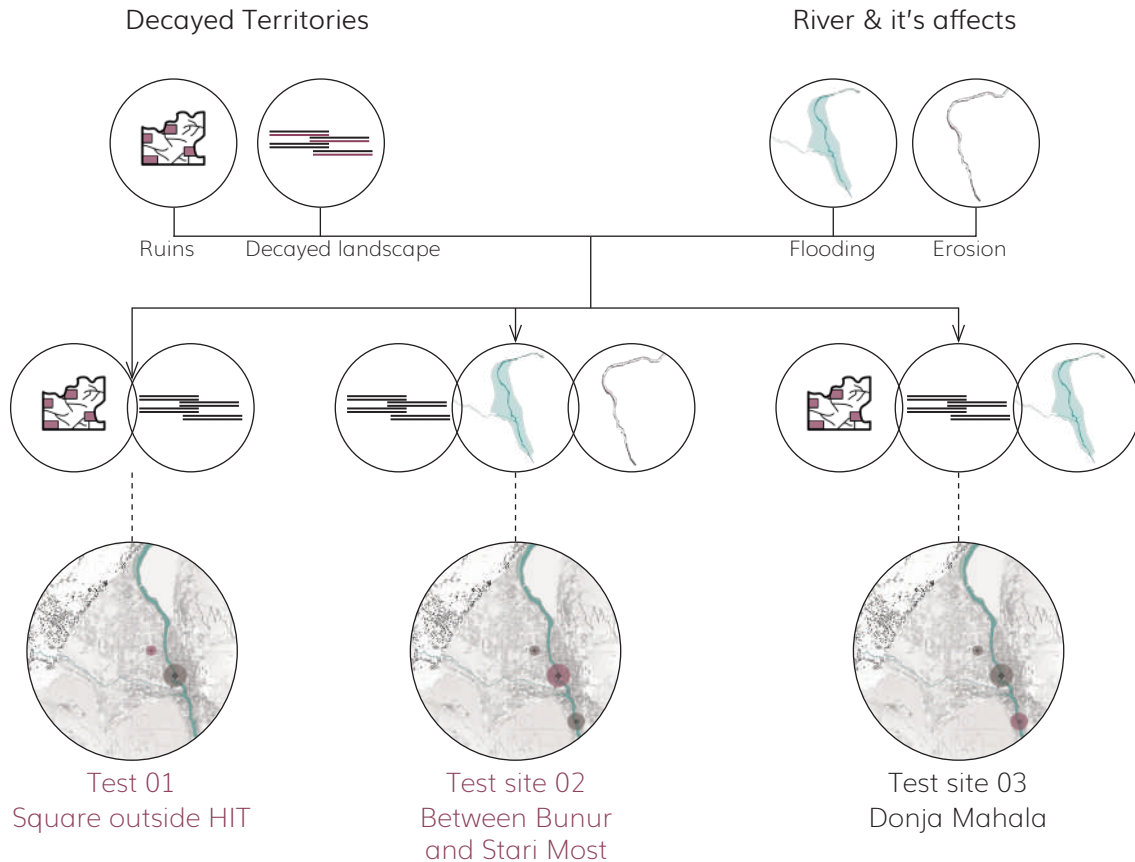 Decayed Territories
River & it's affects
Ruins
Decayed landscape
Flooding
Erosion
Test 01
Square outside HIT
Test site 02
Between Bunur
and Stari Most
Test site 03
Donja Mahala